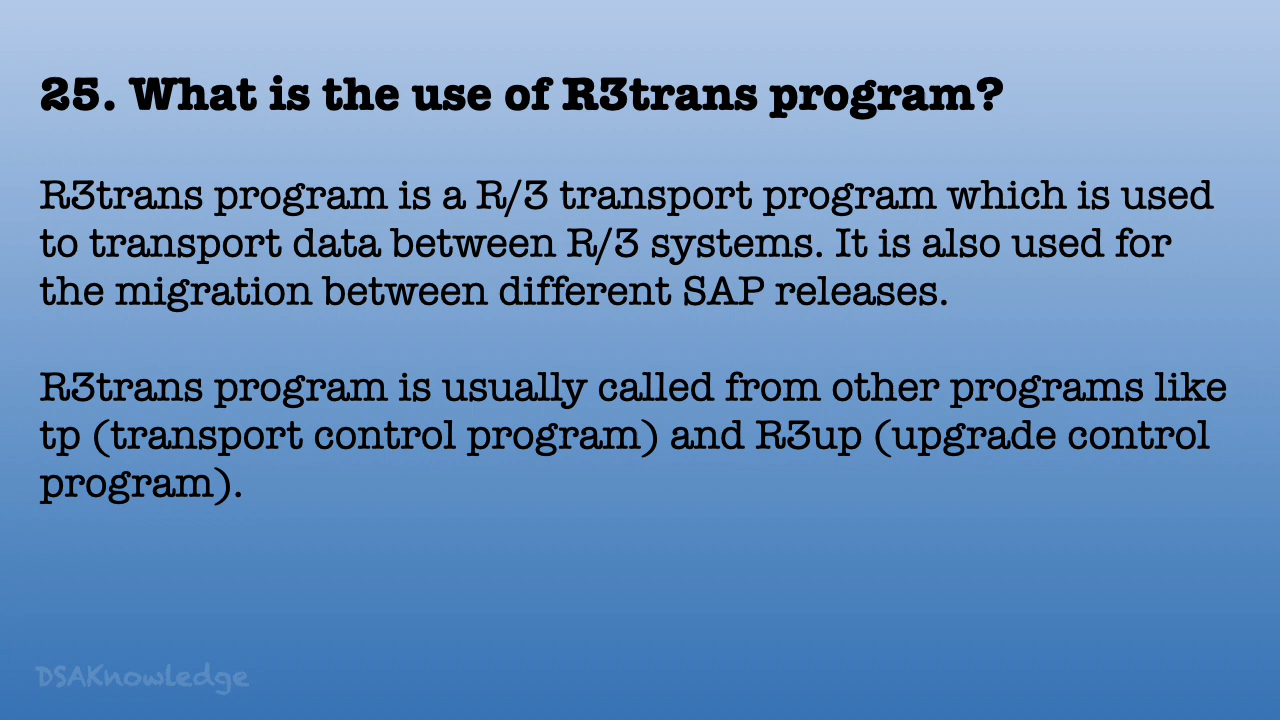 25. What is the use of R3trans program?
R3trans program is a R/3 transport program which is used
to transport data between R/3 systems. It is also used for
the migration between different SAP releases.
R3trans program is usually called from other programs like
tp (transport control program) and R3up (upgrade control
program).
DSAKnowledge